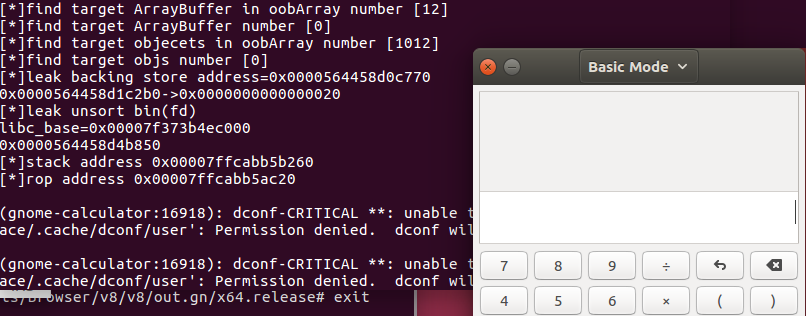 [*]find target ArrayBuffer in oobArray number [12]
[*]find target ArrayBuffer number [0]
[*]find target objecets in oobArray number [1012]
[*]find target objs number [0]
[*]leak backing store address=0x0000564458d0c770
0x0000564458d1c2b0->0x0000000000000020
[*]leak unsort bin(fd)
libc_base=0x00007f373b4ec000
0x0000564458d4b850
[*]stack address 0x00007ffcabb5b260
[*]rop address 0x00007ffcabb5ac20
(gnome-calculator:16918): dconf-CRITICAL **: unable t
ace/.cache/dconf/user': Permission denied. dconf wil
(gnome-calculator:16918): dconf-CRITICAL **: unable t
ace/.cache/dconf/user': Permission denied. dconf wil
ts/Browser/v8/v8/out.gn/x64.release# exit
Basic Mode
7 8 9 ÷
4 5 6 × ( )